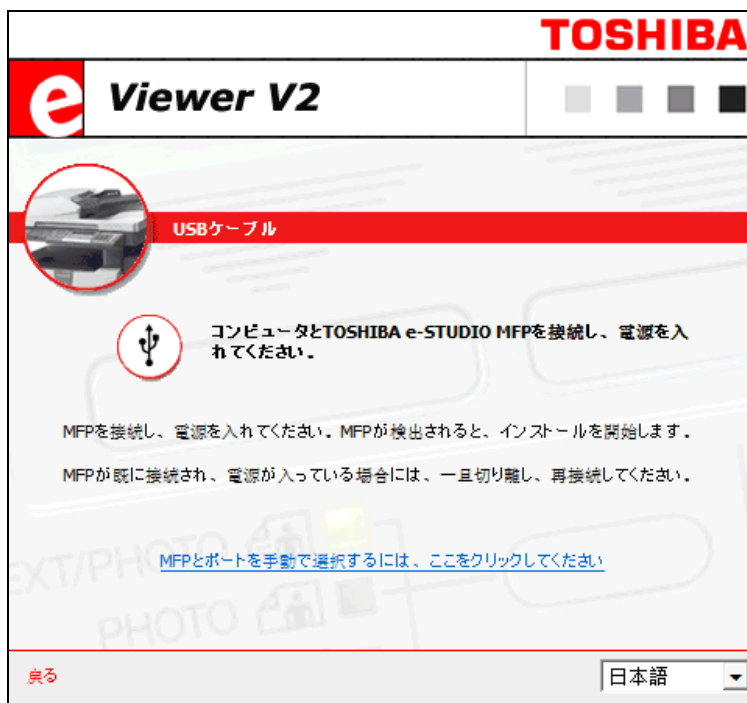 TOSHIBA
e Viewer V2
USBケーブル
コンピュータとTOSHIBA e-STUDIO MFPを接続し、電源を入
れてください。
MFPを接続し、電源を入れてください。MFPが検出されると、インストールを開始します。
MFPが既に接続され、電源が入っている場合には、一旦切り離し、再接続してください。
MFPとポートを手動で選択するには、ここをクリックしてください
EXT/PHOTO
PHOTO
戻る
日本語